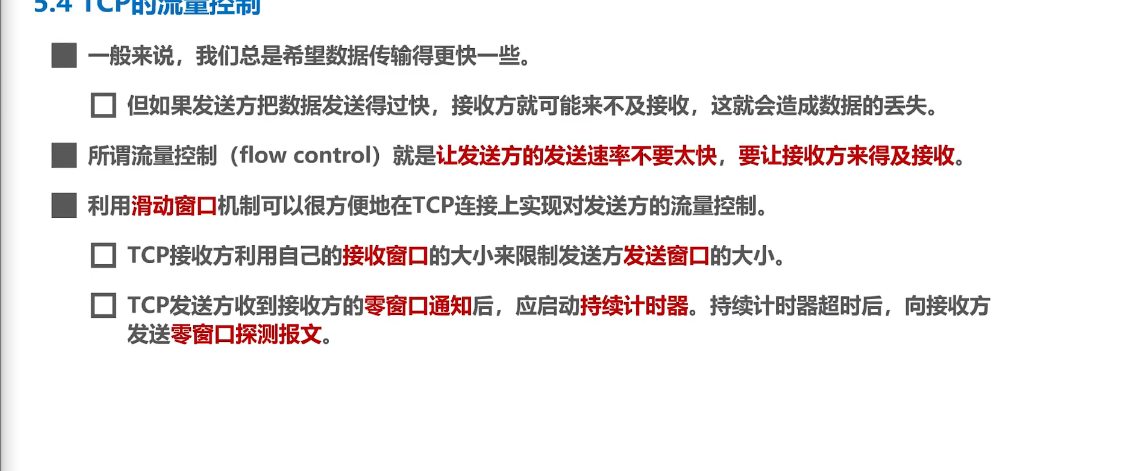 5.4 TCP的流量控制
一般来说，我们总是希望数据传输得更快一些。
但如果发送方把数据发送得过快，接收方就可能来不及接收，这就会造成数据的丢失。
所谓流量控制（flow control）就是让发送方的发送速率不要太快，要让接收方来得及接收。
利用滑动窗口机制可以很方便地在TCP连接上实现对发送方的流量控制。
TCP接收方利用自己的接收窗口的大小来限制发送方发送窗口的大小。
TCP发送方收到接收方的零窗口通知后，应启动持续计时器。持续计时器超时后，向接收方
发送零窗口探测报文。